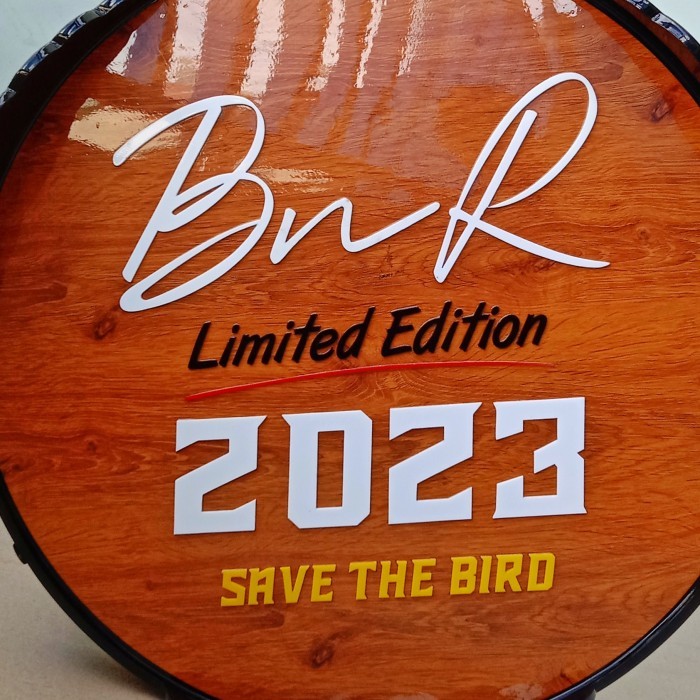 BnR
Limited Edition
2023
SAVE THE BIRD